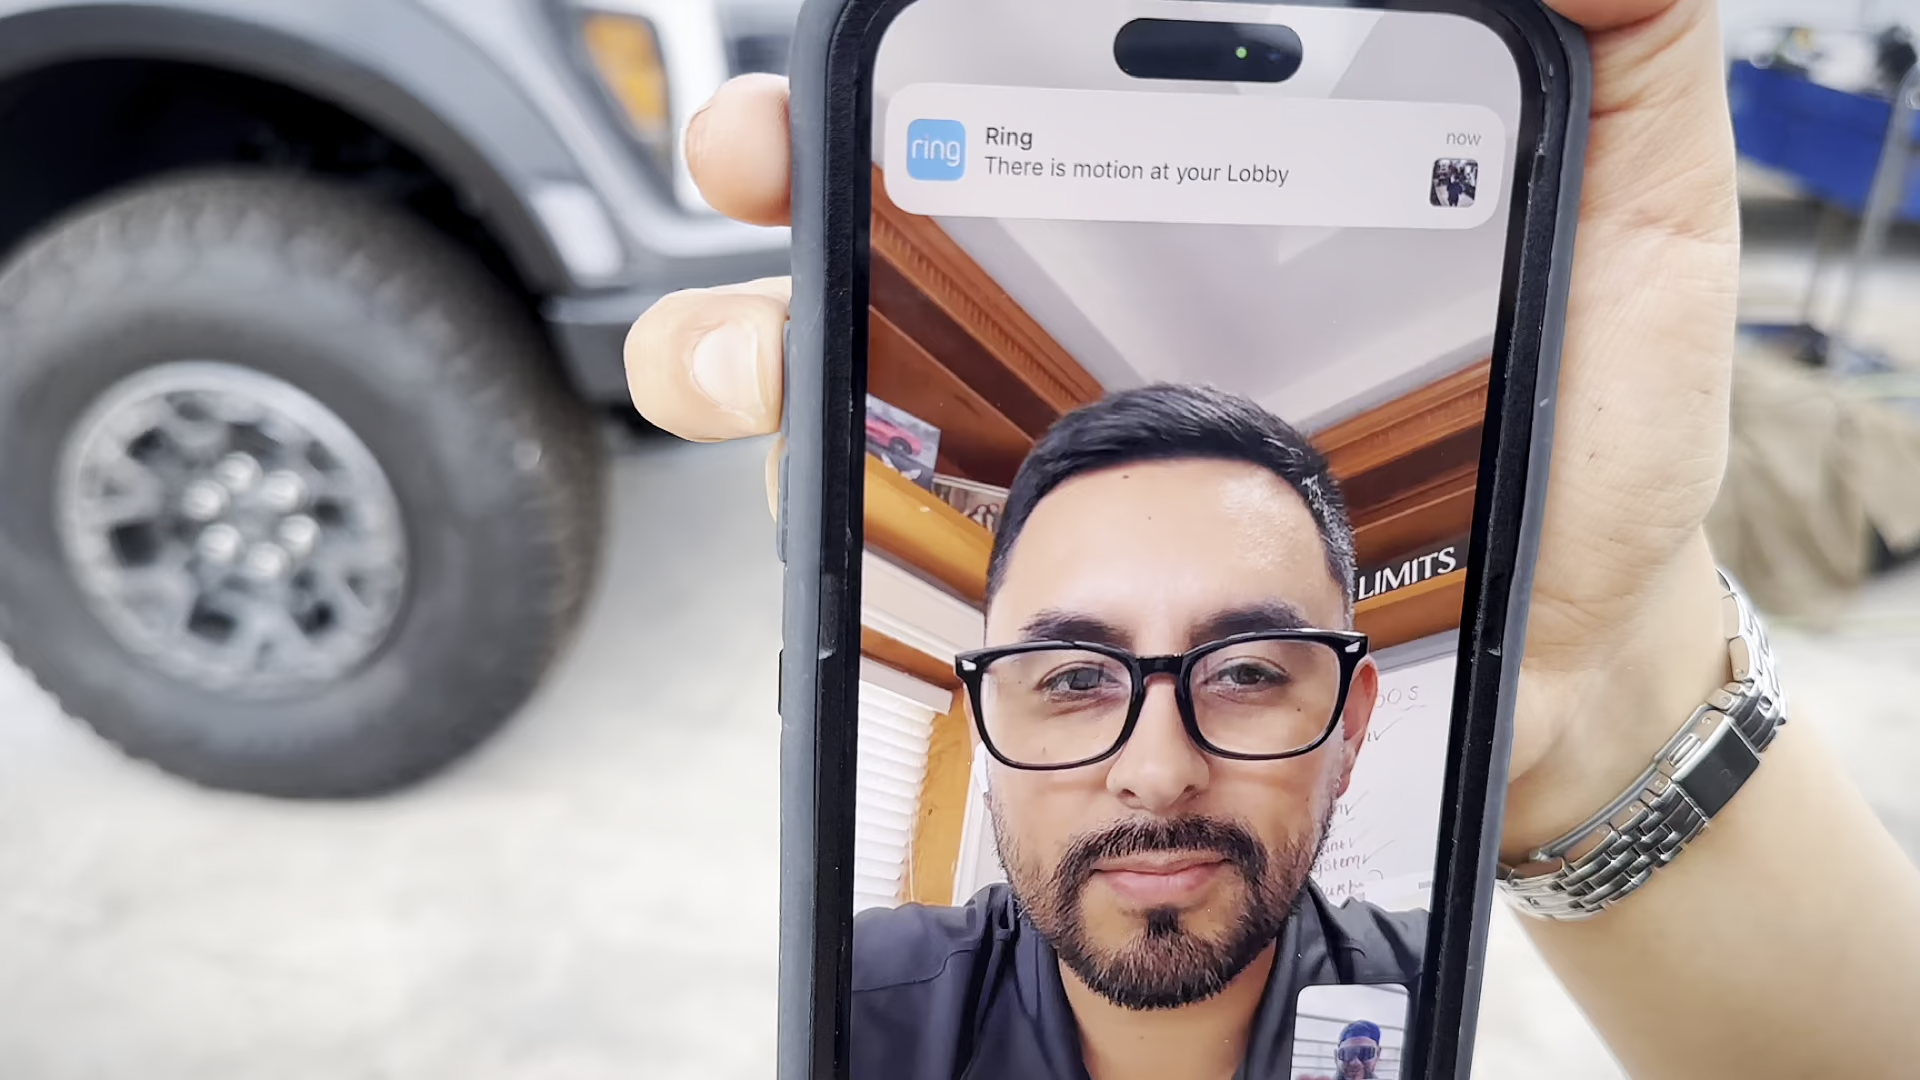 ring
Ring
now
There is motion at your Lobby
LIMITS